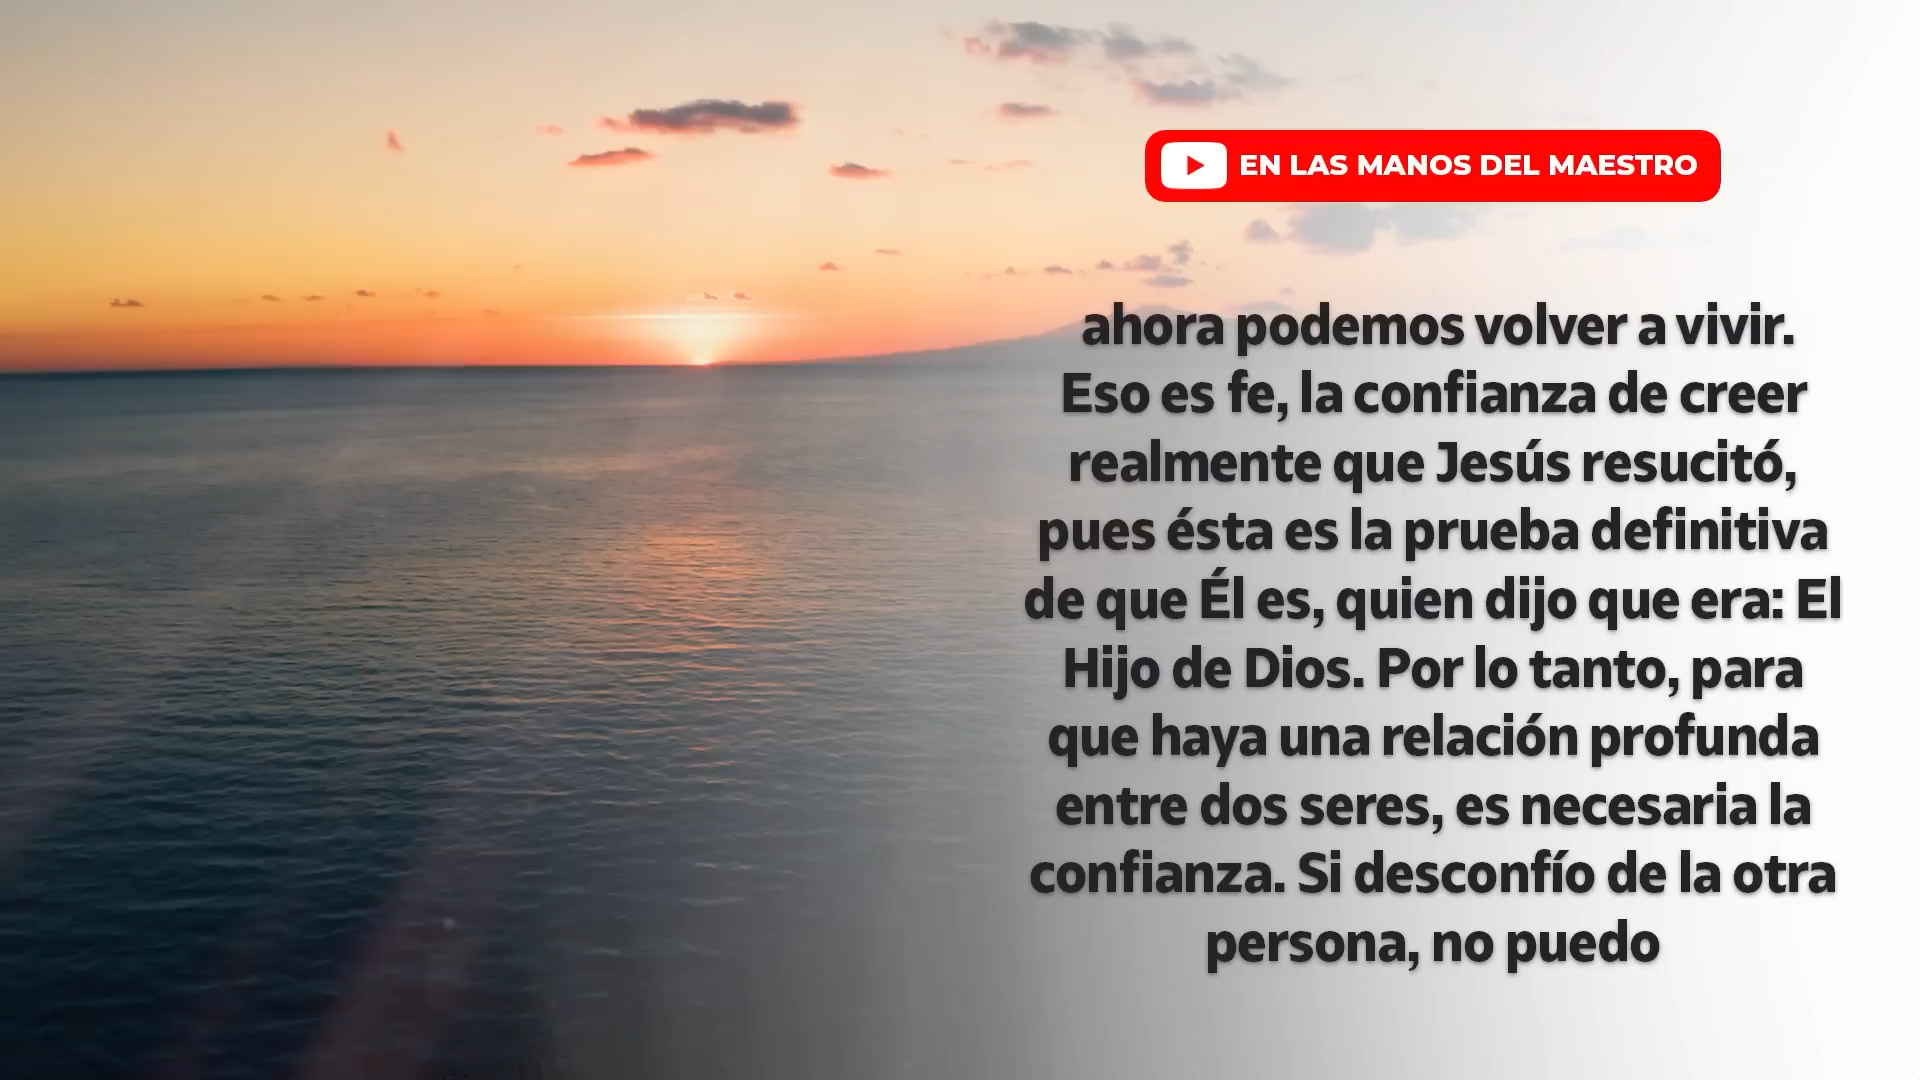 EN LAS MANOS DEL MAESTRO
ahora podemos volver a vivir.
Eso es fe, la confianza de creer
realmente que Jesús resucitó,
pues ésta es la prueba definitiva
de que Él es, quien dijo que era: El
Hijo de Dios. Por lo tanto, para
que haya una relación profunda
entre dos seres, es necesaria la
confianza. Si desconfío de la otra
persona, no puedo